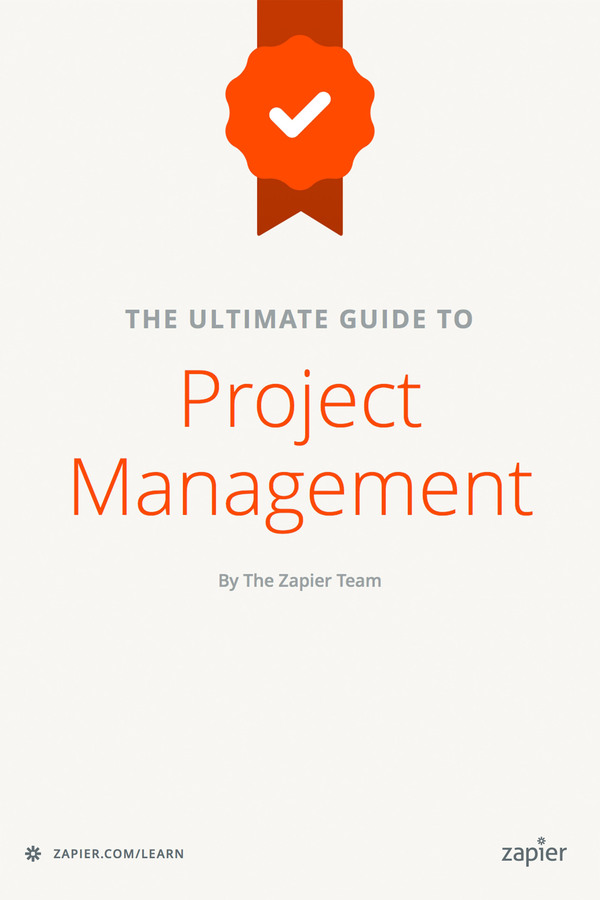 THE ULTIMATE GUIDE TO
Project
Management
By The Zapier Team
ZAPIER.COM/LEARN
zapier